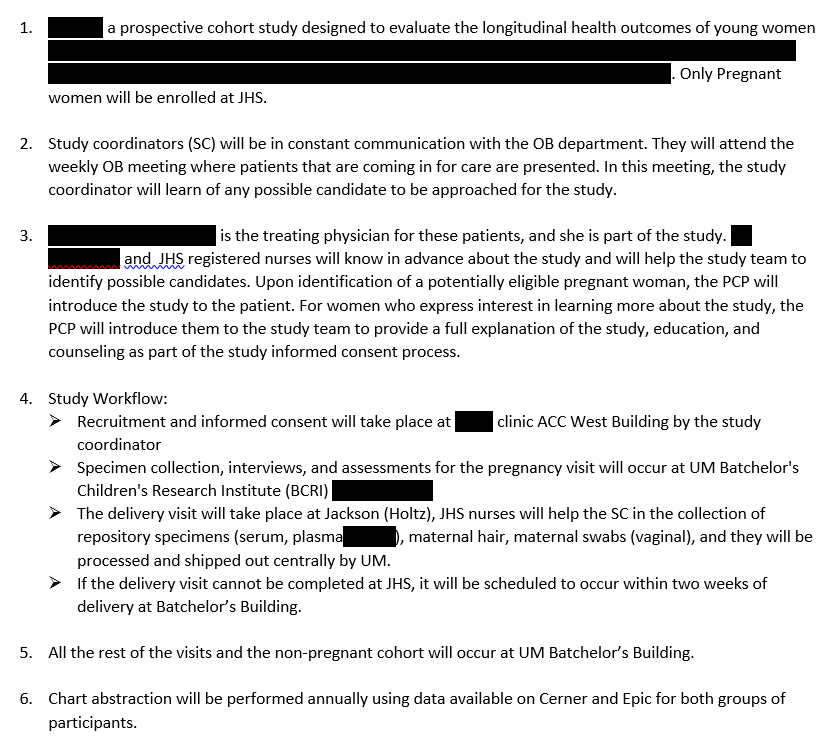 1. a prospective cohort study designed to evaluate the longitudinal health outcomes of young women
. Only Pregnant
women will be enrolled at JHS.
2. Study coordinators (SC) will be in constant communication with the OB department. They will attend the
weekly OB meeting where patients that are coming in for care are presented. In this meeting, the study
coordinator will learn of any possible candidate to be approached for the study.
3. is the treating physician for these patients, and she is part of the study.
and JHS registered nurses will know in advance about the study and will help the study team to
identify possible candidates. Upon identification of a potentially eligible pregnant woman, the PCP will
introduce the study to the patient. For women who express interest in learning more about the study, the
PCP will introduce them to the study team to provide a full explanation of the study, education, and
counseling as part of the study informed consent process.
4. Study Workflow:
➢ Recruitment and informed consent will take place at clinic ACC West Building by the study
coordinator
➢ Specimen collection, interviews, and assessments for the pregnancy visit will occur at UM Batchelor's
Children's Research Institute (BCRI)
➢ The delivery visit will take place at Jackson (Holtz), JHS nurses will help the SC in the collection of
repository specimens (serum, plasma ), maternal hair, maternal swabs (vaginal), and they will be
processed and shipped out centrally by UM.
➢ If the delivery visit cannot be completed at JHS, it will be scheduled to occur within two weeks of
delivery at Batchelor’s Building.
5. All the rest of the visits and the non-pregnant cohort will occur at UM Batchelor’s Building.
6. Chart abstraction will be performed annually using data available on Cerner and Epic for both groups of
participants.